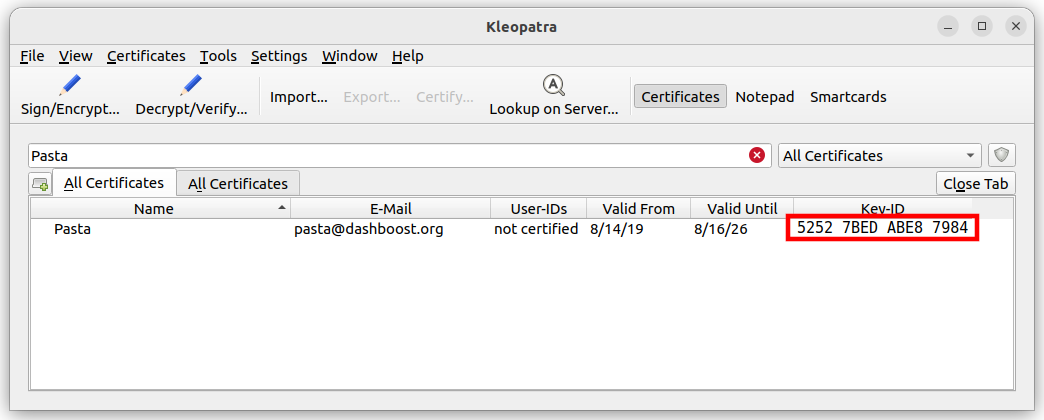 Kleopatra
File View Certificates Tools Settings Window Help
Sign/Encrypt... Decrypt/Verify... Import... Export... Certify... Lookup on Server... Certificates Notepad Smartcards
Pasta All Certificates
All Certificates All Certificates Close Tab
Name E-Mail User-IDs Valid From Valid Until Key-ID
Pasta pasta@dashboost.org not certified 8/14/19 8/16/26 5252 7BED ABE8 7984